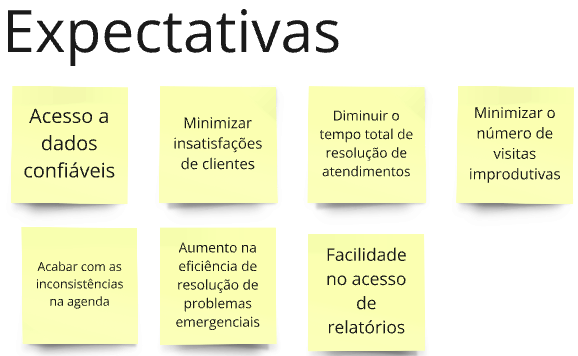 Expectativas
Acesso a
dados
confiáveis
Minimizar
insatisfações
de clientes
Diminuir o
tempo total de
resolução de
atendimentos
Minimizar o
número de
visitas
improdutivas
Acabar com as
inconsistências
na agenda
Aumento na
eficiência de
resolução de
problemas
emergenciais
Facilidade
no acesso
de
relatórios